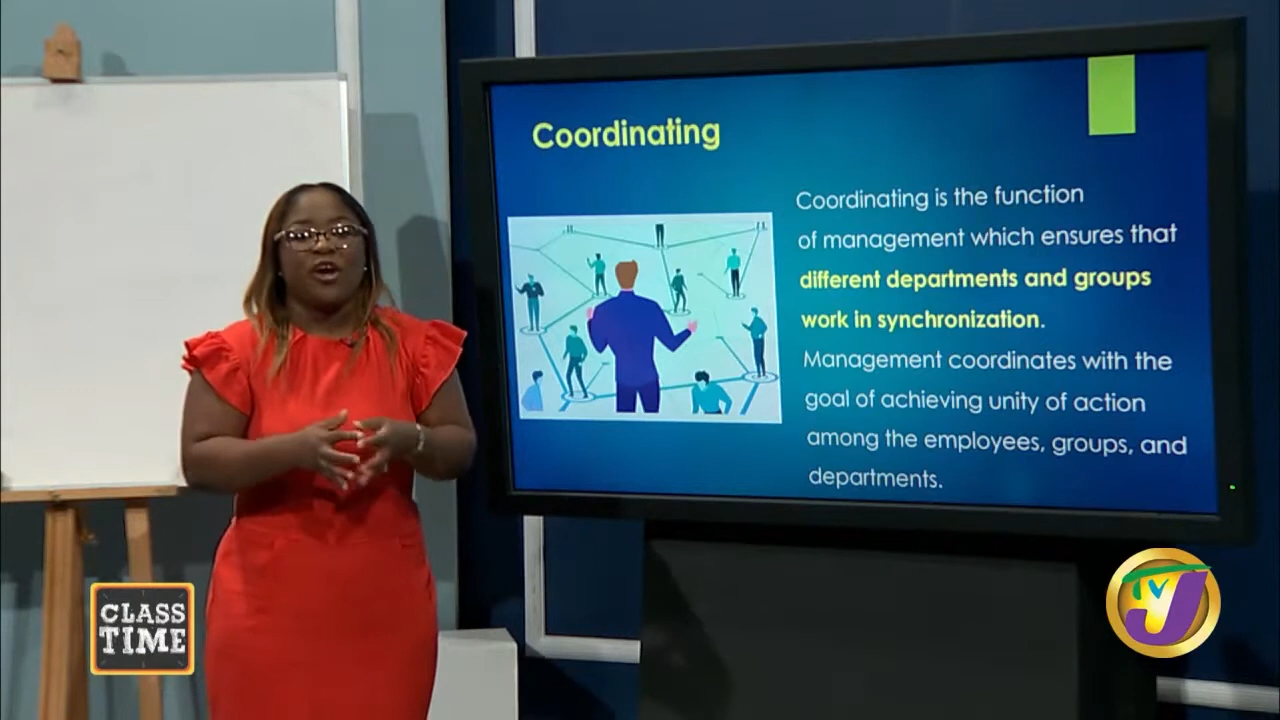 Coordinating
Coordinating is the function
of management which ensures that
different departments and groups
work in synchronization.
Management coordinates with the
goal of achieving unity of action
among the employees, groups, and
departments.
CLASS
TIME
TVJ